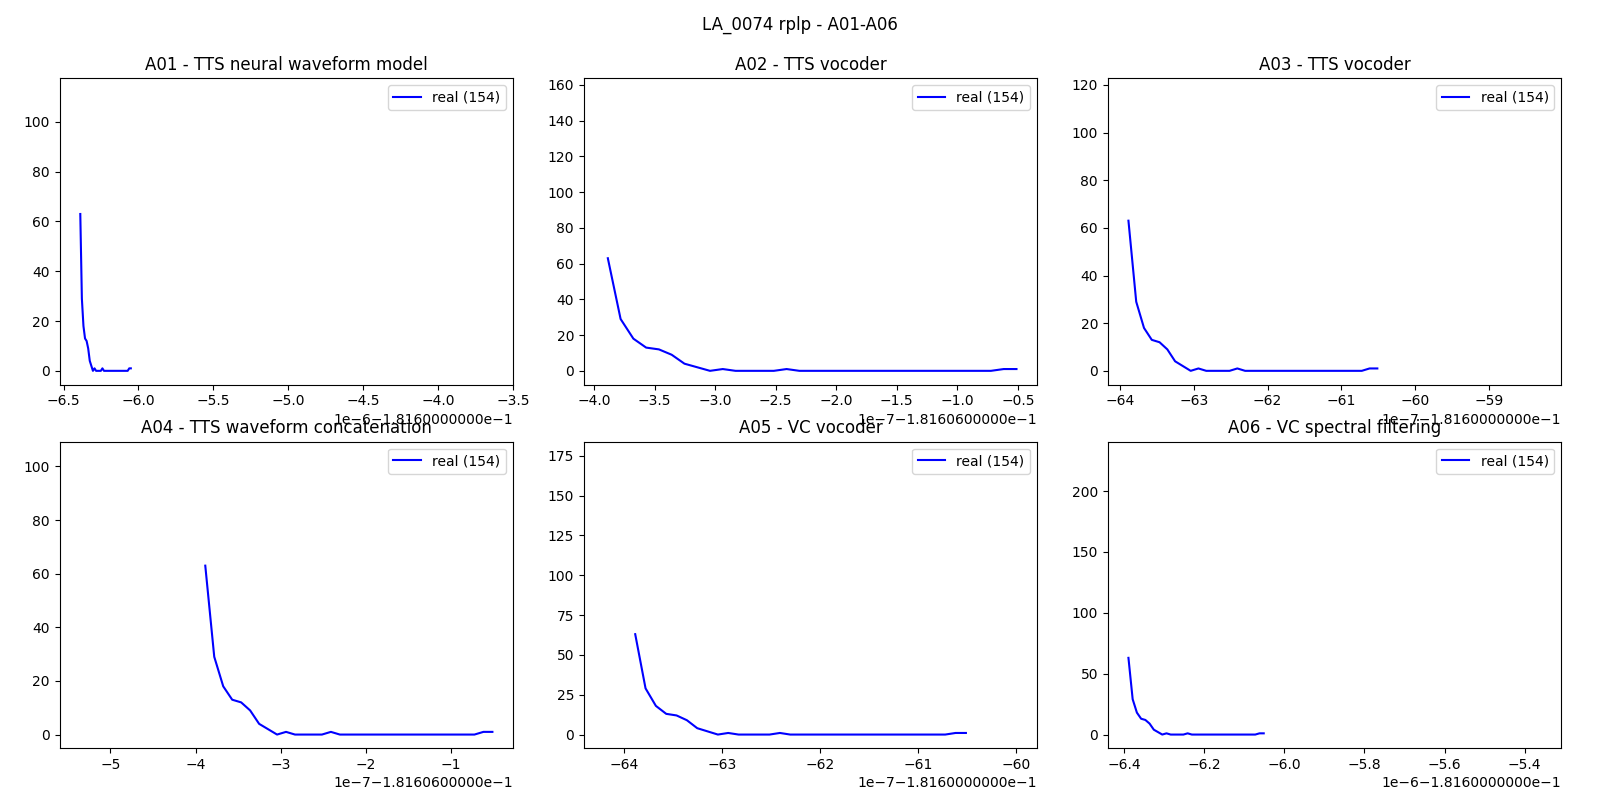 LA_0074 rplp - A01-A06
A01 - TTS neural waveform model
A02 - TTS vocoder
A03 - TTS vocoder
real (154)
real (154)
real (154)
100
80
60
40
20
0
160
140
120
100
80
60
40
20
0
120
100
80
60
40
20
0
−6.5 −6.0 −5.5 −5.0 −4.5 −4.0 −3.5
−4.0 −3.5 −3.0 −2.5 −2.0 −1.5 −1.0 −0.5
−64 −63 −62 −61 −60 −59
1e−6−1.8160000000e−1
1e−7−1.8160600000e−1
1e−7−1.8160000000e−1
A04 - TTS waveform concatenation
A05 - VC vocoder
A06 - VC spectral filtering
real (154)
real (154)
real (154)
100
80
60
40
20
0
175
150
125
100
75
50
25
0
200
150
100
50
0
−5 −4 −3 −2 −1
−64 −63 −62 −61 −60
−6.4 −6.2 −6.0 −5.8 −5.6 −5.4
1e−7−1.8160600000e−1
1e−7−1.8160000000e−1
1e−6−1.8160000000e−1